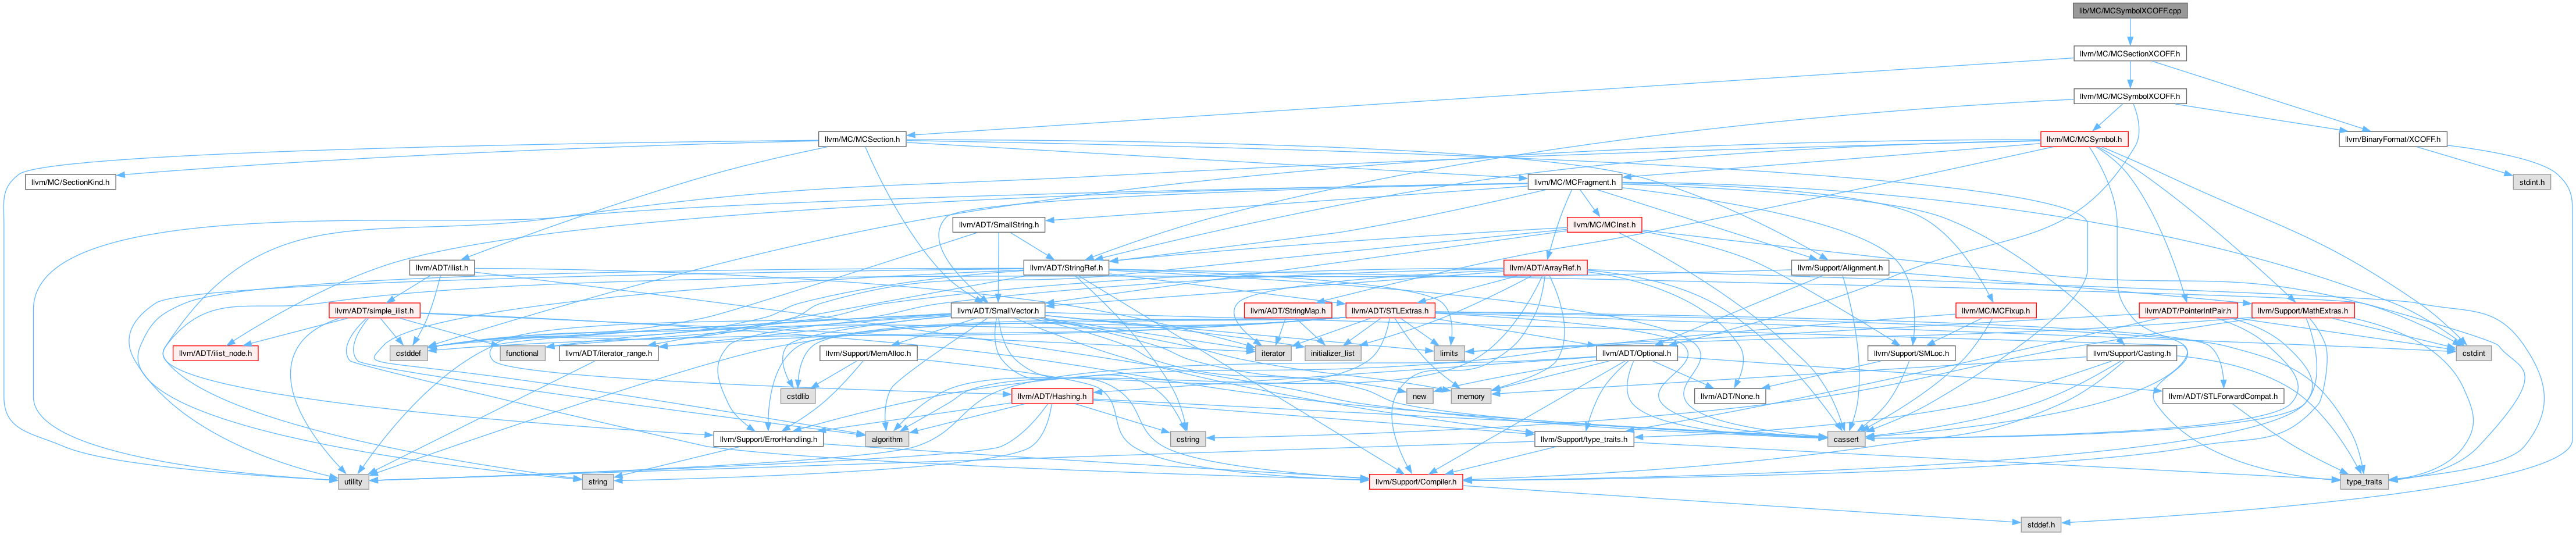 lib/MC/MCSymbolXCOFF.cpp
llvm/MC/MCSectionXCOFF.h
llvm/MC/MCSymbolXCOFF.h
llvm/MC/MCSection.h
llvm/MC/MCSymbol.h
llvm/BinaryFormat/XCOFF.h
llvm/MC/SectionKind.h
llvm/MC/MCFragment.h
stdint.h
llvm/ADT/SmallString.h
llvm/MC/MCInst.h
llvm/ADT/ilist.h
llvm/ADT/StringRef.h
llvm/ADT/ArrayRef.h
llvm/Support/Alignment.h
llvm/ADT/simple_ilist.h
llvm/ADT/SmallVector.h
llvm/ADT/StringMap.h
llvm/ADT/STLExtras.h
llvm/MC/MCFixup.h
llvm/ADT/PointerIntPair.h
llvm/Support/MathExtras.h
llvm/ADT/ilist_node.h
cstddef
functional
llvm/ADT/iterator_range.h
llvm/Support/MemAlloc.h
iterator
initializer_list
limits
llvm/ADT/Optional.h
llvm/Support/SMLoc.h
llvm/Support/Casting.h
cstdint
cstdlib
llvm/ADT/Hashing.h
new
memory
llvm/ADT/None.h
llvm/ADT/STLForwardCompat.h
llvm/Support/ErrorHandling.h
algorithm
cstring
llvm/Support/type_traits.h
cassert
utility
string
llvm/Support/Compiler.h
type_traits
stddef.h